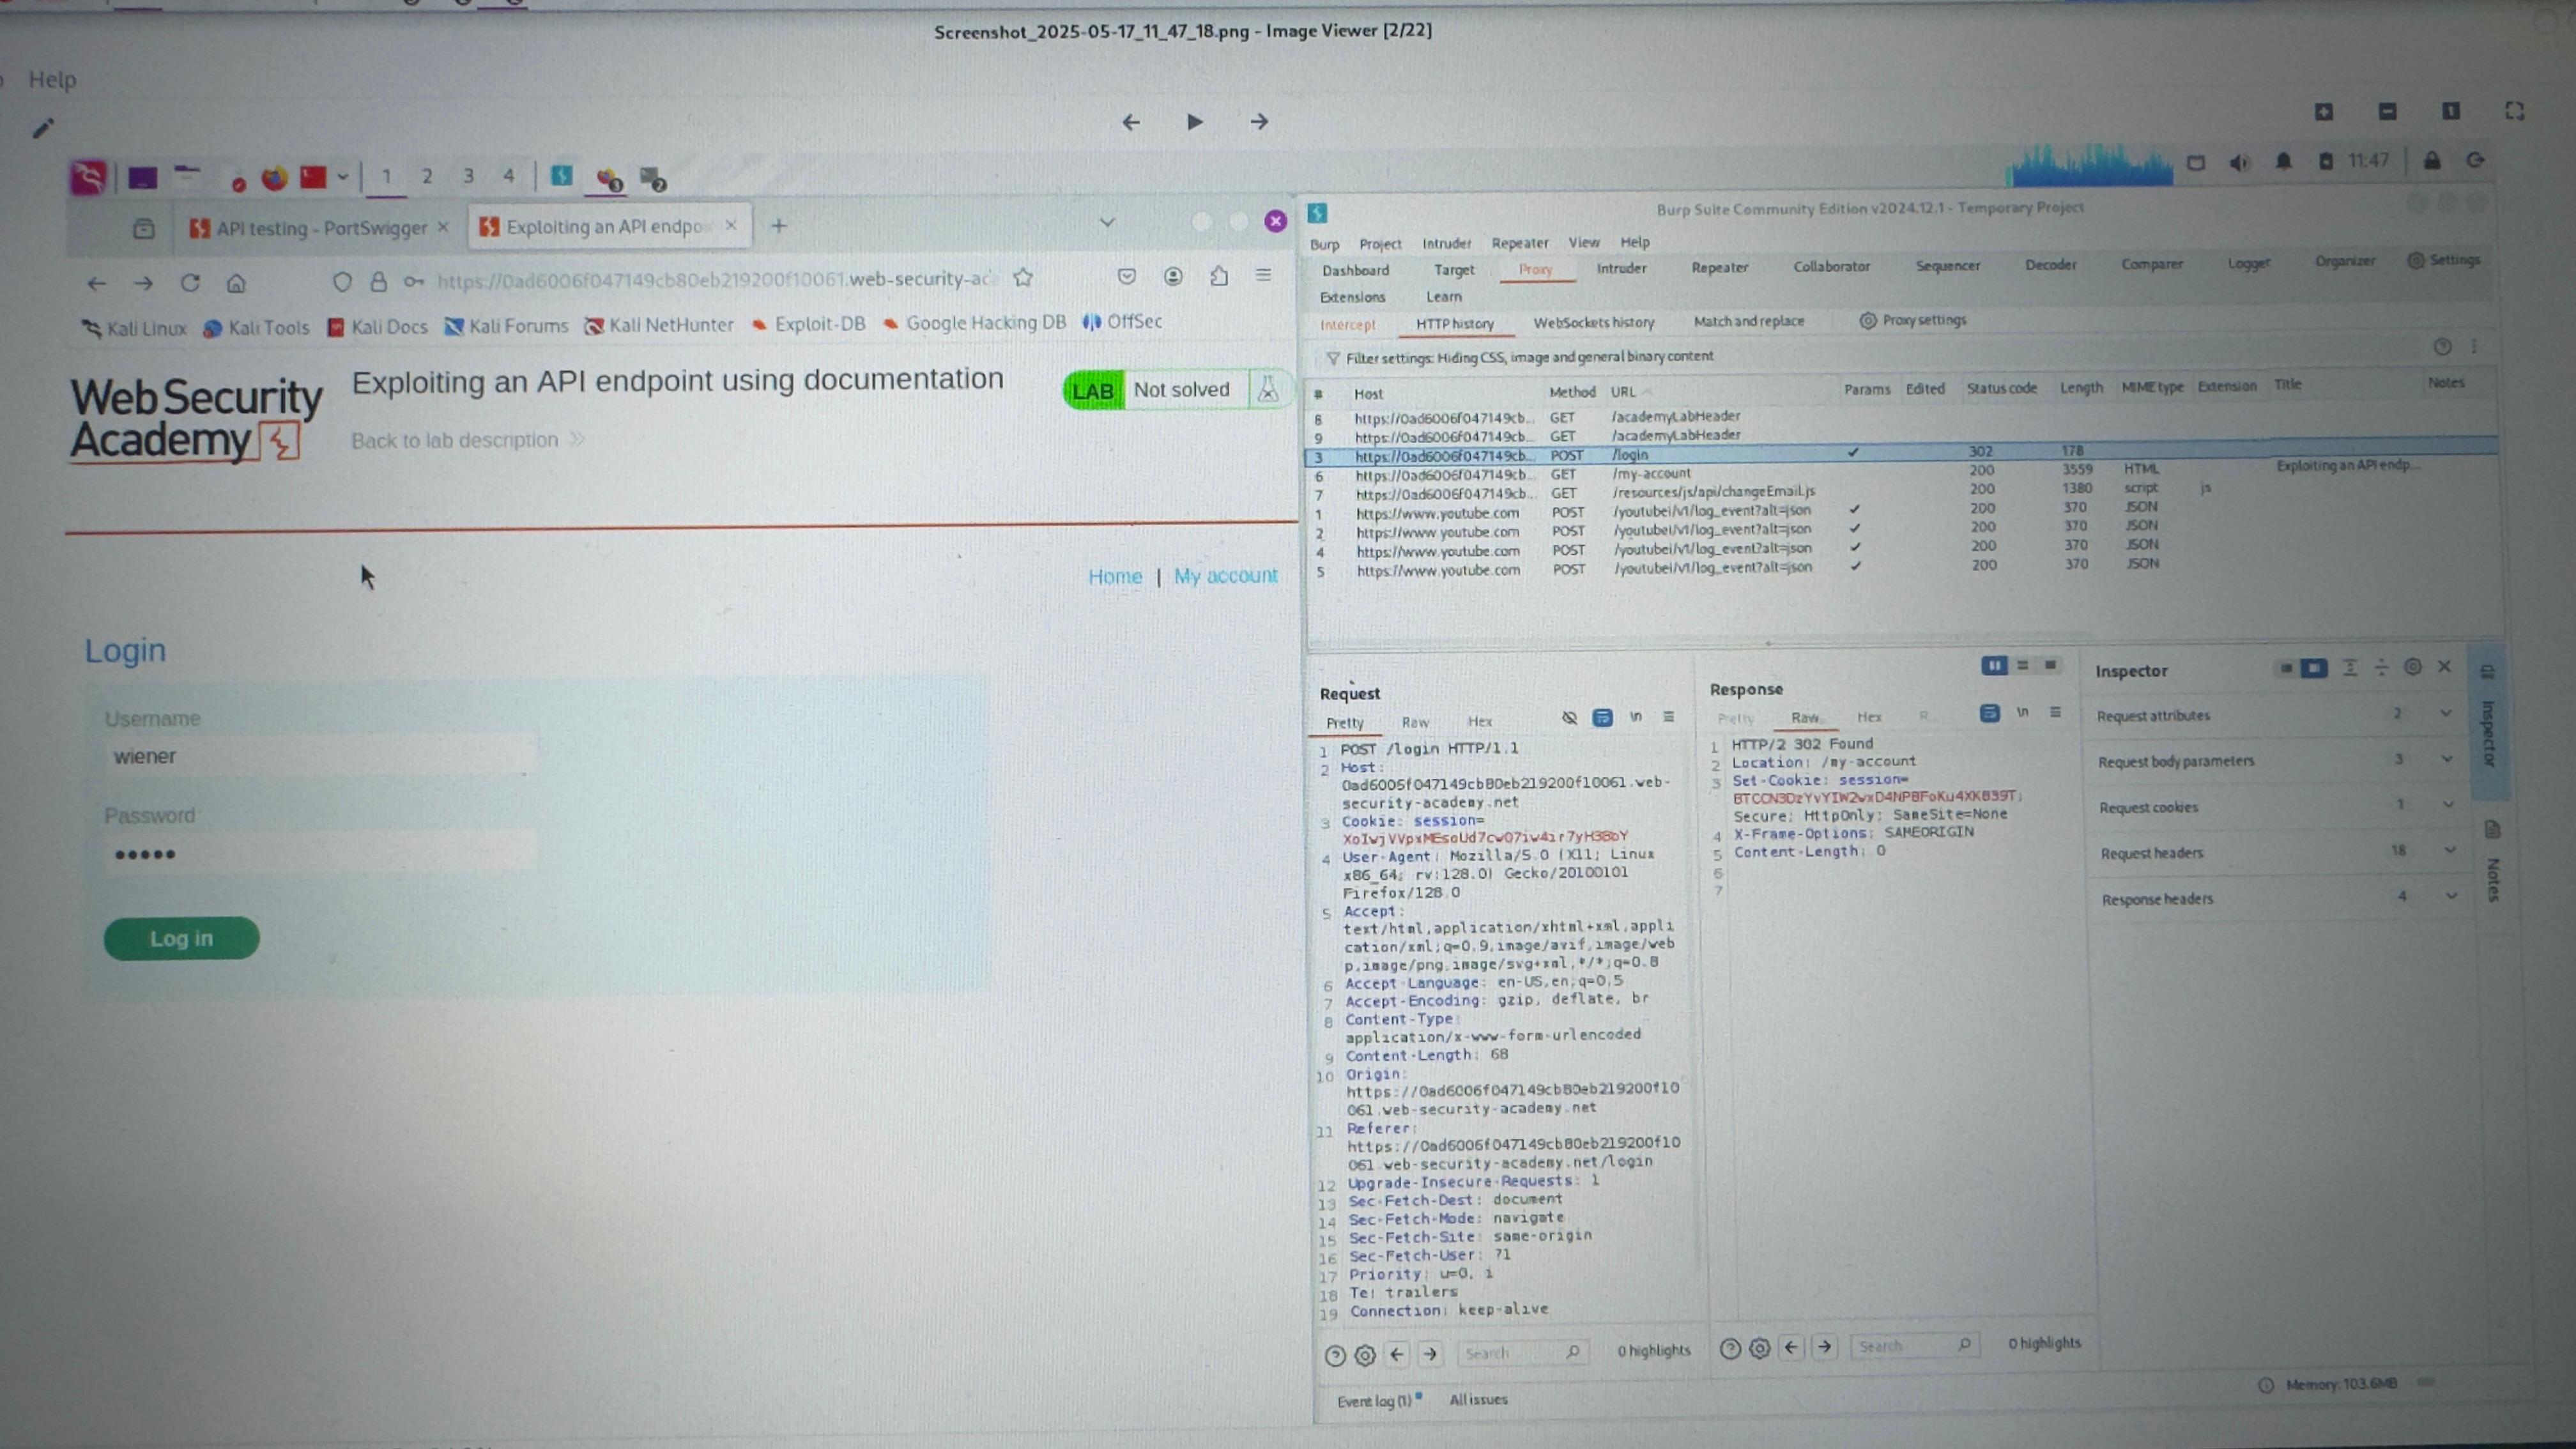 Screenshot_2025-05-17_11_47_18.png - Image Viewer [2/22]
Help
1 2 3 4
11:47
API testing - PortSwigger
Exploiting an API endpo
https://0ad6006f047149cb80eb219200f10061.web-security-ac
Kali Linux Kali Tools Kali Docs Kali Forums Kali NetHunter Exploit-DB Google Hacking DB OffSec
WebSecurity
Academy
Exploiting an API endpoint using documentation
Back to lab description
LAB Not solved
Home | My account
Login
Username
wiener
Password
•••••
Log in
Burp Suite Community Edition v2024.12.1 - Temporary Project
Burp Project Intruder Repeater View Help
Dashboard Target Proxy Intruder Repeater Collaborator Sequencer Decoder Comparer Logger Organizer Settings
Extensions Learn
Intercept HTTP history WebSockets history Match and replace Proxy settings
Filter settings: Hiding CSS, image and general binary content
# Host Method URL Params Edited Status code Length MIME type Extension Title Notes
8 https://0ad6006f047149cb... GET /academyLabHeader
9 https://0ad6006f047149cb... GET /academyLabHeader
3 https://0ad6006f047149cb... POST /login ✓ 302 178
6 https://0ad6006f047149cb... GET /my-account 200 3559 HTML Exploiting an API endp...
7 https://0ad6006f047149cb... GET /resources/js/api/changeEmail.js 200 1380 script js
1 https://www.youtube.com POST /youtubei/v1/log_event?alt=json ✓ 200 370 JSON
2 https://www.youtube.com POST /youtubei/v1/log_event?alt=json ✓ 200 370 JSON
4 https://www.youtube.com POST /youtubei/v1/log_event?alt=json ✓ 200 370 JSON
5 https://www.youtube.com POST /youtubei/v1/log_event?alt=json ✓ 200 370 JSON
Request
Pretty Raw Hex \n
1 POST /login HTTP/1.1
2 Host:
0ad6006f047149cb80eb219200f10061.web-
security-academy.net
3 Cookie: session=
4 User-Agent: Mozilla/5.0 (X11; Linux
x86_64; rv:128.0) Gecko/20100101
Firefox/128.0
5 Accept:
text/html,application/xhtml+xml,appli
cation/xml;q=0.9,image/avif,image/web
p,image/png,image/svg+xml,*/*;q=0.8
6 Accept-Language: en-US,en;q=0.5
7 Accept-Encoding: gzip, deflate, br
8 Content-Type:
application/x-www-form-urlencoded
9 Content-Length: 68
10 Origin:
https://0ad6006f047149cb80eb219200f10
061.web-security-academy.net
11 Referer:
https://0ad6006f047149cb80eb219200f10
061.web-security-academy.net/login
12 Upgrade-Insecure-Requests: 1
13 Sec-Fetch-Dest: document
14 Sec-Fetch-Mode: navigate
15 Sec-Fetch-Site: same-origin
16 Sec-Fetch-User: ?1
17 Priority: u=0, i
18 Te: trailers
19 Connection: keep-alive
Search 0 highlights
Response
Pretty Raw Hex R \n
1 HTTP/2 302 Found
2 Location: /my-account
3 Set-Cookie: session=
Secure; HttpOnly; SameSite=None
4 X-Frame-Options: SAMEORIGIN
5 Content-Length: 0
6
7
Search 0 highlights
Inspector
Request attributes 2
Request body parameters 3
Request cookies 1
Request headers 18
Response headers 4
Inspector
Notes
Event log (1) All issues
Memory: 103.6MB